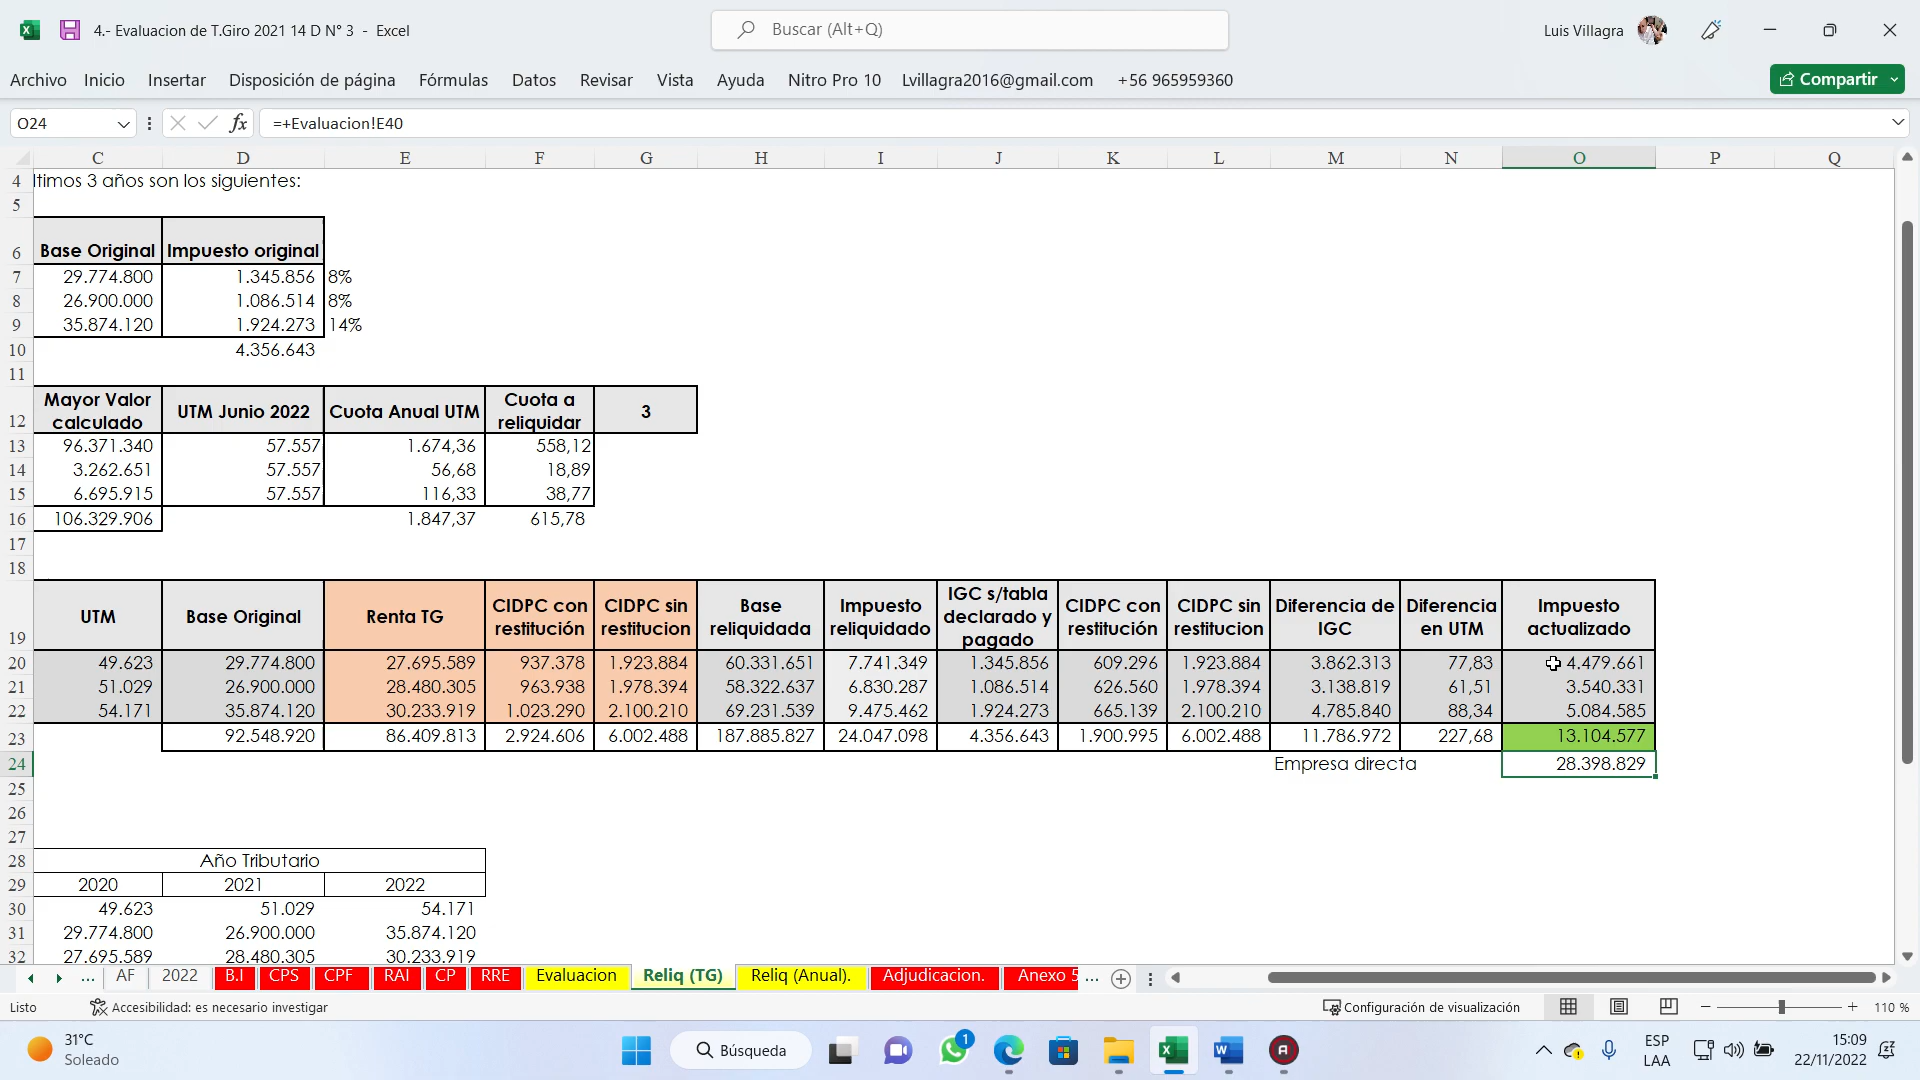 4.- Evaluacion de T.Giro 2021 14 D N° 3 - Excel
Buscar (Alt+Q)
Luis Villagra
Archivo Inicio Insertar Disposición de página Fórmulas Datos Revisar Vista Ayuda Nitro Pro 10 Lvillagra2016@gmail.com +56 965959360
Compartir
O24 fx =+Evaluacion!E40
C D E F G H I J K L M N O P Q
4 ltimos 3 años son los siguientes:
5
6 Base Original Impuesto original
7 29.774.800 1.345.856 8%
8 26.900.000 1.086.514 8%
9 35.874.120 1.924.273 14%
10 4.356.643
11
12 Mayor Valor calculado UTM Junio 2022 Cuota Anual UTM Cuota a reliquidar 3
13 96.371.340 57.557 1.674,36 558,12
14 3.262.651 57.557 56,68 18,89
15 6.695.915 57.557 116,33 38,77
16 106.329.906 1.847,37 615,78
17
18
19 UTM Base Original Renta TG CIDPC con restitución CIDPC sin restitucion Base reliquidada Impuesto reliquidado IGC s/tabla declarado y pagado CIDPC con restitución CIDPC sin restitucion Diferencia de IGC Diferencia en UTM Impuesto actualizado
20 49.623 29.774.800 27.695.589 937.378 1.923.884 60.331.651 7.741.349 1.345.856 609.296 1.923.884 3.862.313 77,83 4.479.661
21 51.029 26.900.000 28.480.305 963.938 1.978.394 58.322.637 6.830.287 1.086.514 626.560 1.978.394 3.138.819 61,51 3.540.331
22 54.171 35.874.120 30.233.919 1.023.290 2.100.210 69.231.539 9.475.462 1.924.273 665.139 2.100.210 4.785.840 88,34 5.084.585
23 92.548.920 86.409.813 2.924.606 6.002.488 187.885.827 24.047.098 4.356.643 1.900.995 6.002.488 11.786.972 227,68 13.104.577
24 Empresa directa 28.398.829
25
26
27
28 Año Tributario
29 2020 2021 2022
30 49.623 51.029 54.171
31 29.774.800 26.900.000 35.874.120
32 27.695.589 28.480.305 30.233.919
... AF 2022 B.I CPS CPF RAI CP RRE Evaluacion Reliq (TG) Reliq (Anual). Adjudicacion. Anexo 5 ...
Listo Accesibilidad: es necesario investigar Configuración de visualización 110 %
31°C
Soleado
Búsqueda
1
ESP
LAA
15:09
22/11/2022